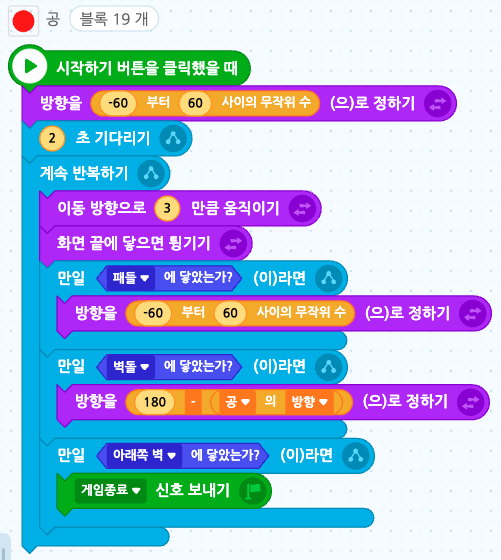 공 블록 19 개
시작하기 버튼을 클릭했을 때
방향을 -60 부터 60 사이의 무작위 수 (으)로 정하기
2 초 기다리기
계속 반복하기
이동 방향으로 3 만큼 움직이기
화면 끝에 닿으면 튕기기
만일 패들 에 닿았는가? (이)라면
방향을 -60 부터 60 사이의 무작위 수 (으)로 정하기
만일 벽돌 에 닿았는가? (이)라면
방향을 180 - 공 의 방향 (으)로 정하기
만일 아래쪽 벽 에 닿았는가? (이)라면
게임종료 신호 보내기